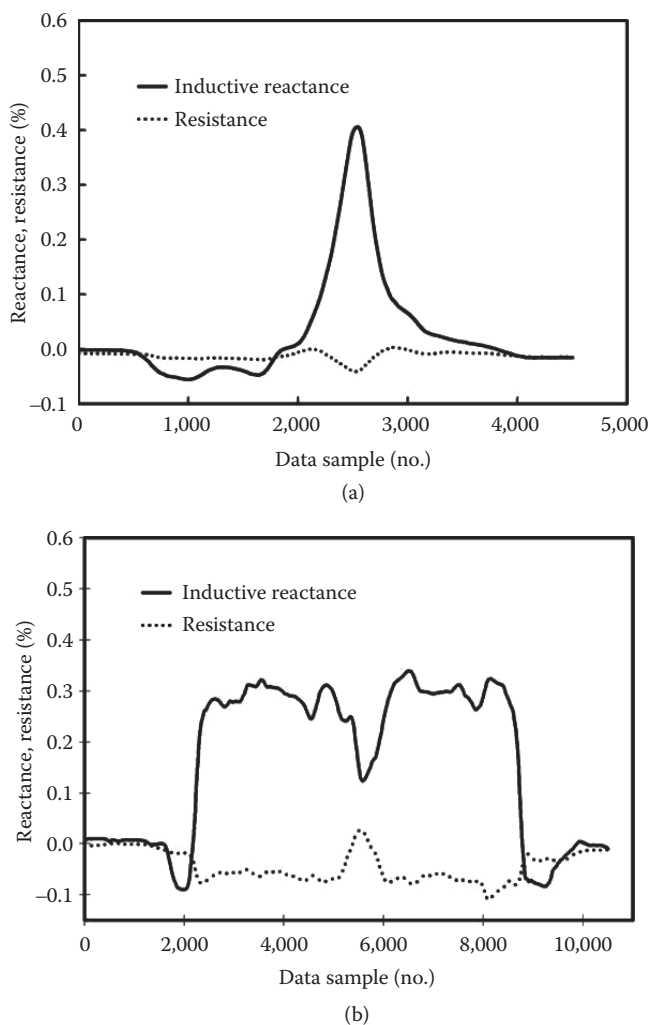 0.6
0.5
0.4
0.3
0.2
0.1
0.0
–0.1
Reactance, resistance (%)
Inductive reactance
Resistance
0 1,000 2,000 3,000 4,000 5,000
Data sample (no.)
(a)
0.6
0.5
0.4
0.3
0.2
0.1
0.0
–0.1
Reactance, resistance (%)
Inductive reactance
Resistance
0 2,000 4,000 6,000 8,000 10,000
Data sample (no.)
(b)